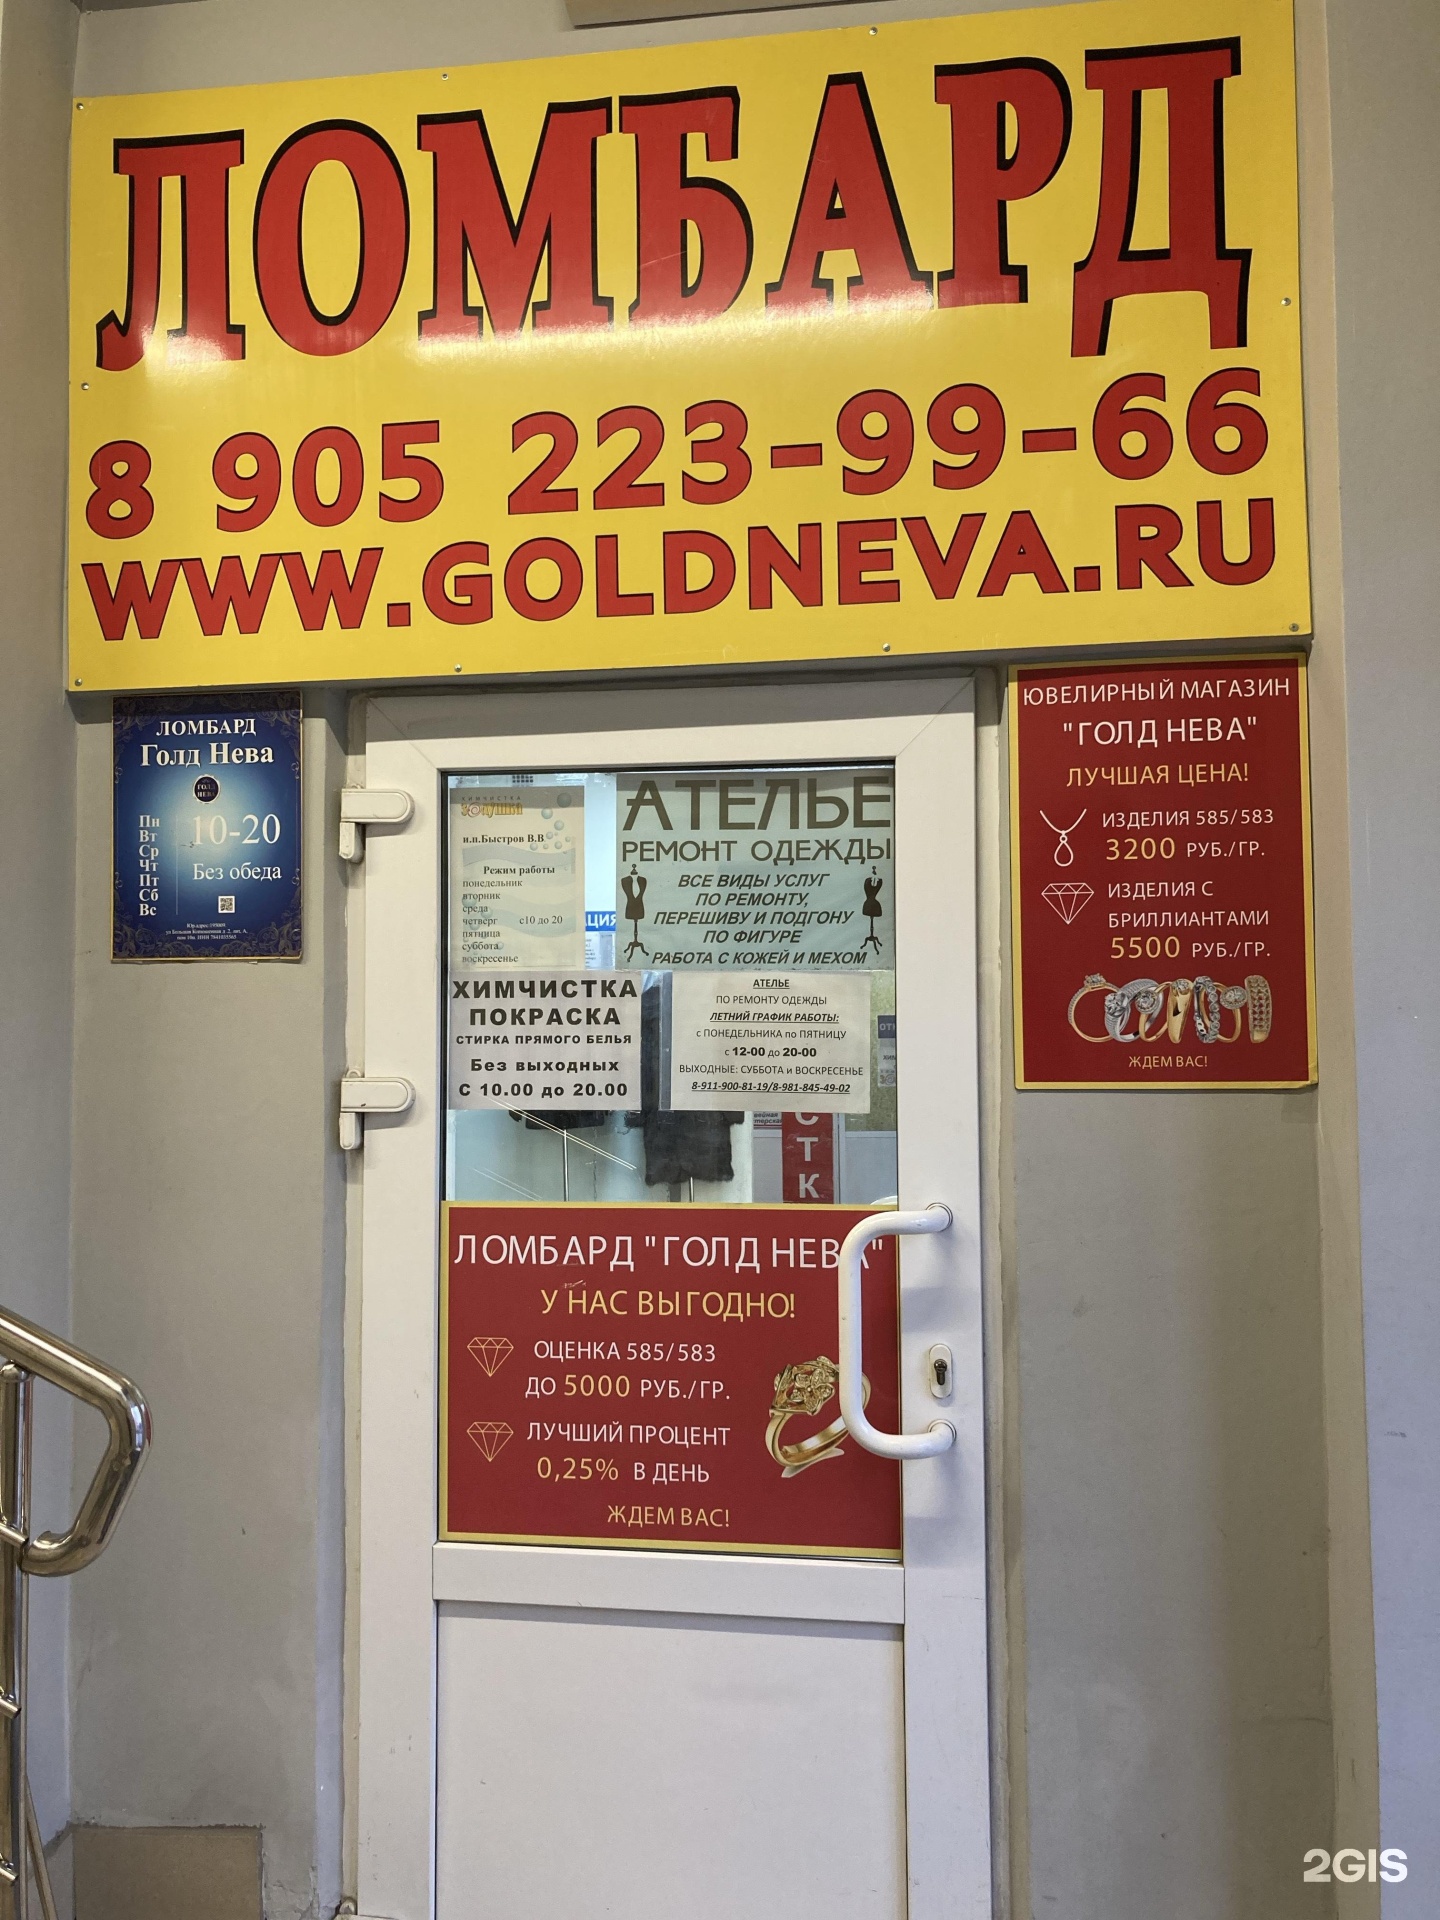 ЛОМБАРД
8 905 223-99-66
WWW.GOLDNEVA.RU
ЛОМБАРД
Голд Нева
ГОЛД
НЕВА
Пн
Вт
Ср
Чт
Пт
Сб
Вс
10-20
Без обеда
ЮВЕЛИРНЫЙ МАГАЗИН
"ГОЛД НЕВА"
ЛУЧШАЯ ЦЕНА!
ИЗДЕЛИЯ 585/583
3200 РУБ./ГР.
ИЗДЕЛИЯ С
БРИЛЛИАНТАМИ
5500 РУБ./ГР.
ЖДЕМ ВАС!
ХИМЧИСТКА
золушка
и.п.Быстров В.В
Режим работы
понедельник
вторник
среда
четверг с10 до 20
пятница
суббота.
воскресенье
АТЕЛЬЕ
РЕМОНТ ОДЕЖДЫ
ВСЕ ВИДЫ УСЛУГ
ПО РЕМОНТУ,
ПЕРЕШИВУ И ПОДГОНУ
ПО ФИГУРЕ
РАБОТА С КОЖЕЙ И МЕХОМ
ХИМЧИСТКА
ПОКРАСКА
СТИРКА ПРЯМОГО БЕЛЬЯ
Без выходных
С 10.00 до 20.00
АТЕЛЬЕ
ПО РЕМОНТУ ОДЕЖДЫ
ЛЕТНИЙ ГРАФИК РАБОТЫ:
с ПОНЕДЕЛЬНИКА по ПЯТНИЦУ
с 12-00 до 20-00
ВЫХОДНЫЕ: СУББОТА и ВОСКРЕСЕНЬЕ
8-911-900-81-19/8-981-845-49-02
С
Т
К
ЛОМБАРД "ГОЛД НЕВА"
У НАС ВЫГОДНО!
ОЦЕНКА 585/583
ДО 5000 РУБ./ГР.
ЛУЧШИЙ ПРОЦЕНТ
0,25% В ДЕНЬ
ЖДЕМ ВАС!
2GIS